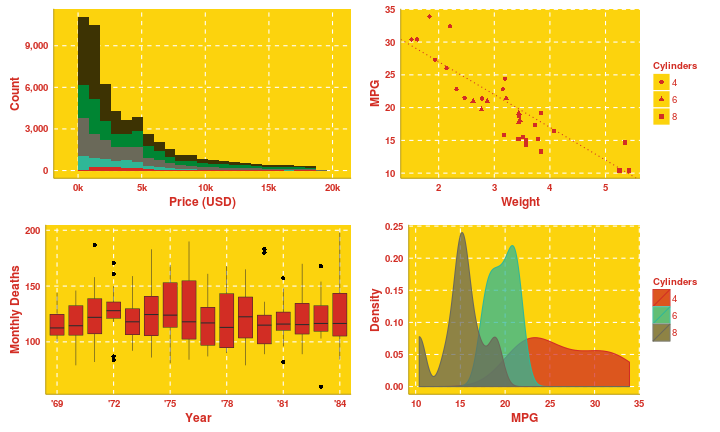 9,000
6,000
3,000
0
Count
0k 5k 10k 15k 20k
Price (USD)
35
30
25
20
15
10
MPG
2 3 4 5
Weight
Cylinders
4
6
8
200
150
100
Monthly Deaths
'69 '72 '75 '78 '81 '84
Year
0.25
0.20
0.15
0.10
0.05
0.00
Density
10 15 20 25 30 35
MPG
Cylinders
4
6
8